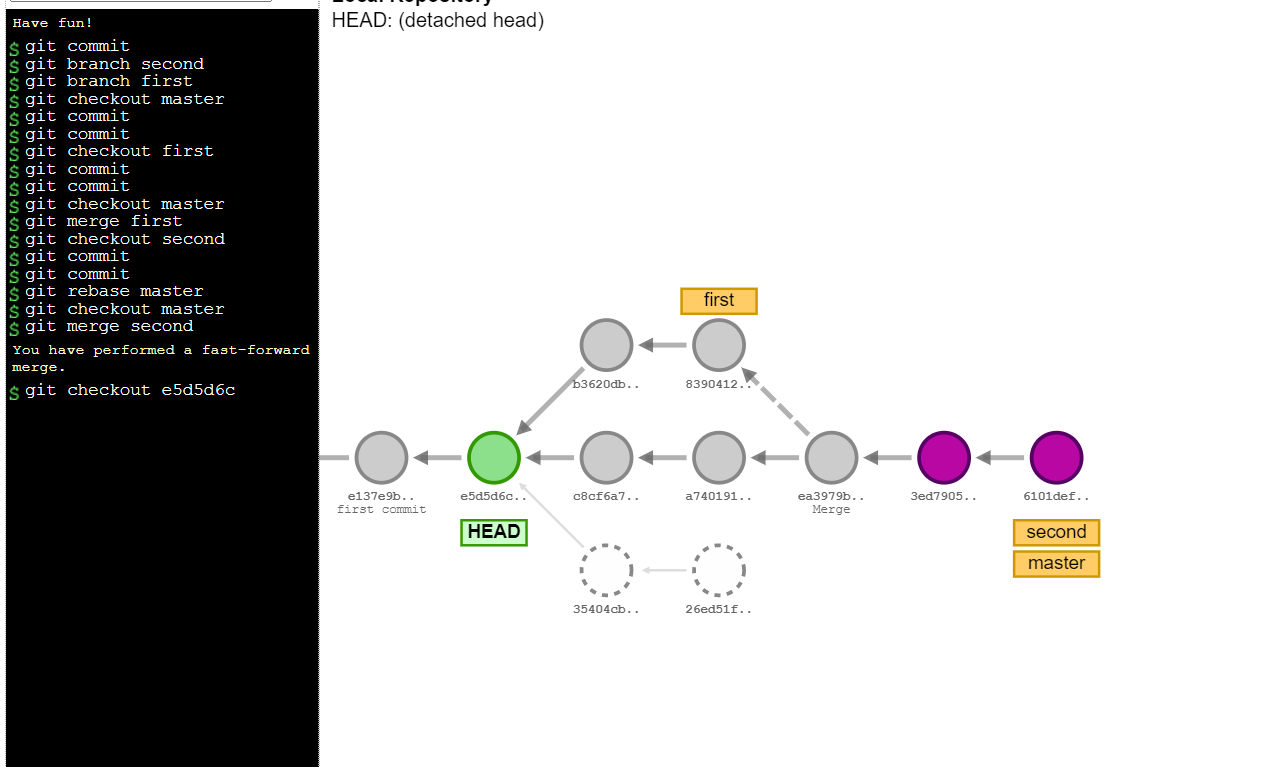 Local Repository
HEAD: (detached head)
Have fun!
$ git commit
$ git branch second
$ git branch first
$ git checkout master
$ git commit
$ git commit
$ git checkout first
$ git commit
$ git commit
$ git checkout master
$ git merge first
$ git checkout second
$ git commit
$ git commit
$ git rebase master
$ git checkout master
$ git merge second
You have performed a fast-forward
merge.
$ git checkout e5d5d6c
first
b3620db..
8390412..
e137e9b..
first commit
e5d5d6c..
c8cf6a7..
a740191..
ea3979b..
Merge
3ed7905..
6101def..
HEAD
second
master
35404cb..
26ed51f..